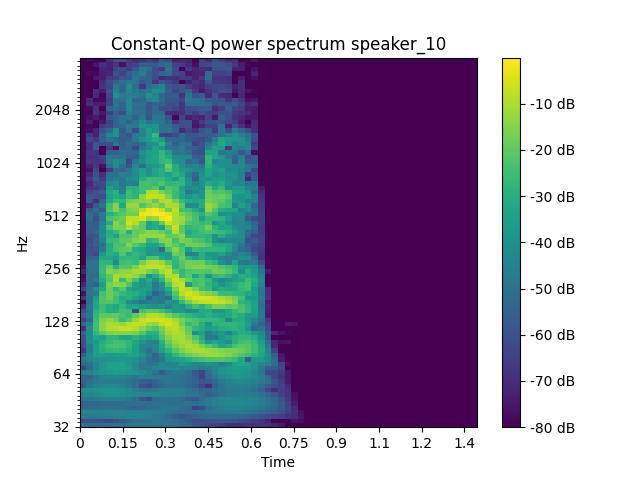 Constant-Q power spectrum speaker_10
Hz
2048
1024
512
256
128
64
32
0 0.15 0.3 0.45 0.6 0.75 0.9 1.1 1.2 1.4
Time
-10 dB
-20 dB
-30 dB
-40 dB
-50 dB
-60 dB
-70 dB
-80 dB